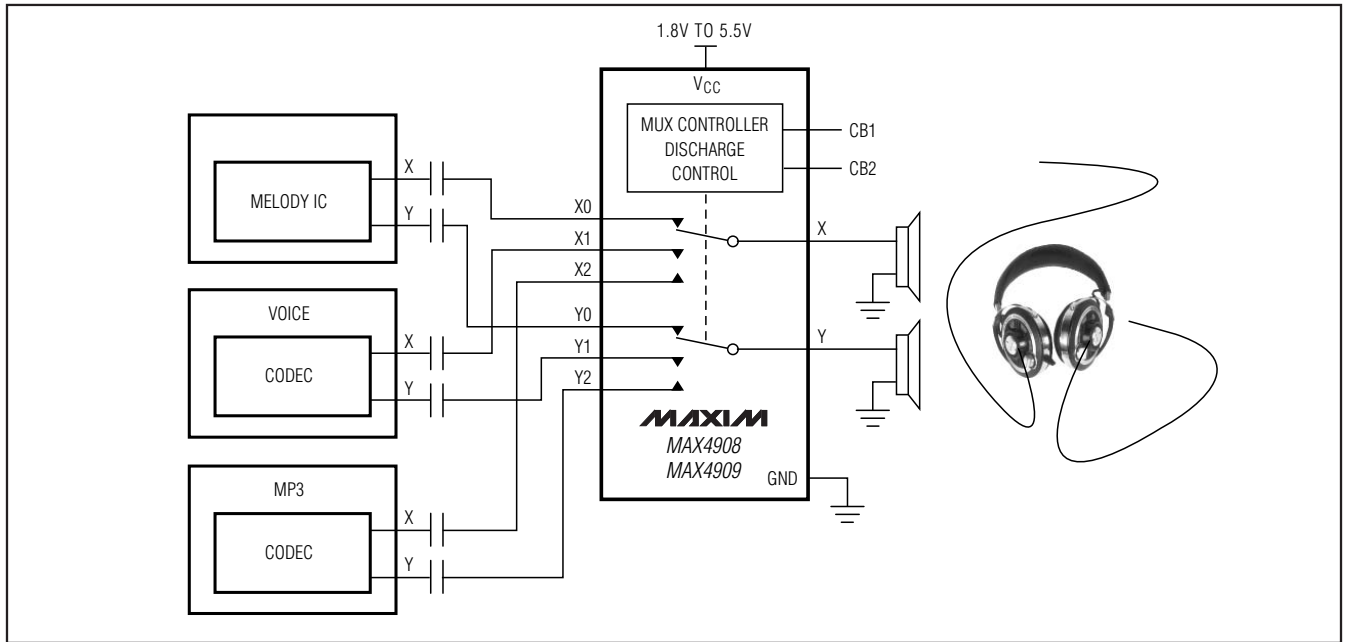 1.8V TO 5.5V
VCC
MUX CONTROLLER
DISCHARGE
CONTROL
CB1
CB2
MELODY IC
X
Y
X0
X1
X2
X
VOICE
CODEC
X
Y
Y0
Y1
Y2
Y
MAXIM
MAX4908
MAX4909
GND
MP3
CODEC
X
Y